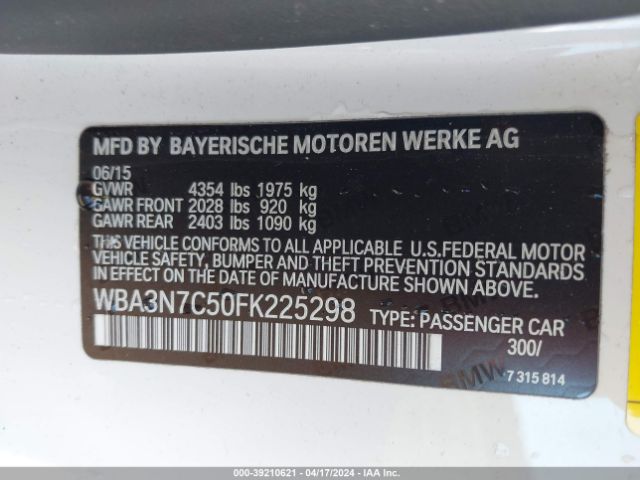 MFD BY BAYERISCHE MOTOREN WERKE AG
06/15
GVWR 4354 lbs 1975 kg
GAWR FRONT 2028 lbs 920 kg
GAWR REAR 2403 lbs 1090 kg
THIS VEHICLE CONFORMS TO ALL APPLICABLE U.S.FEDERAL MOTOR
VEHICLE SAFETY, BUMPER AND THEFT PREVENTION STANDARDS
IN EFFECT ON THE DATE OF MANUFACTURE SHOWN ABOVE.
WBA3N7C50FK225298 TYPE: PASSENGER CAR
300/
7 315 814
BMW
000-39210621 - 04/17/2024 - IAA Inc.